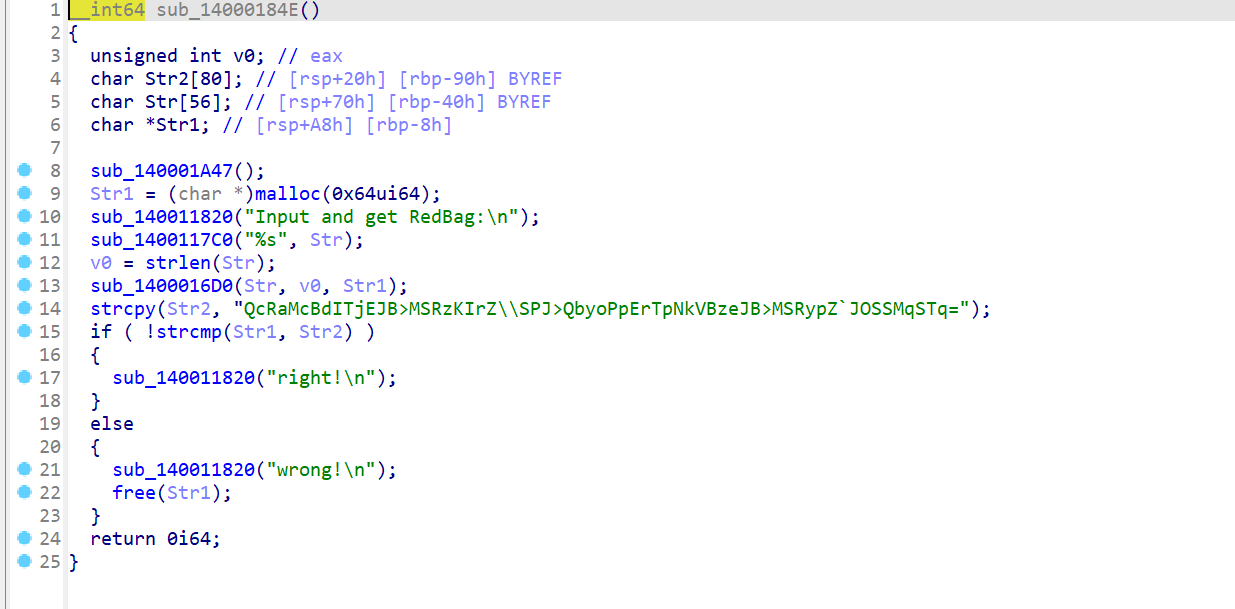 1 __int64 sub_14000184E()
2 {
3 unsigned int v0; // eax
4 char Str2[80]; // [rsp+20h] [rbp-90h] BYREF
5 char Str[56]; // [rsp+70h] [rbp-40h] BYREF
6 char *Str1; // [rsp+A8h] [rbp-8h]
7
8 sub_140001A47();
9 Str1 = (char *)malloc(0x64ui64);
10 sub_140011820("Input and get RedBag:\n");
11 sub_1400117C0("%s", Str);
12 v0 = strlen(Str);
13 sub_1400016D0(Str, v0, Str1);
14 strcpy(Str2, "QcRaMcBdITjEJB>MSRzKIrZ\\SPJ>QbyoPpErTpNkVBzeJB>MSRypZ`JOSSMqSTq=");
15 if ( !strcmp(Str1, Str2) )
16 {
17 sub_140011820("right!\n");
18 }
19 else
20 {
21 sub_140011820("wrong!\n");
22 free(Str1);
23 }
24 return 0i64;
25 }